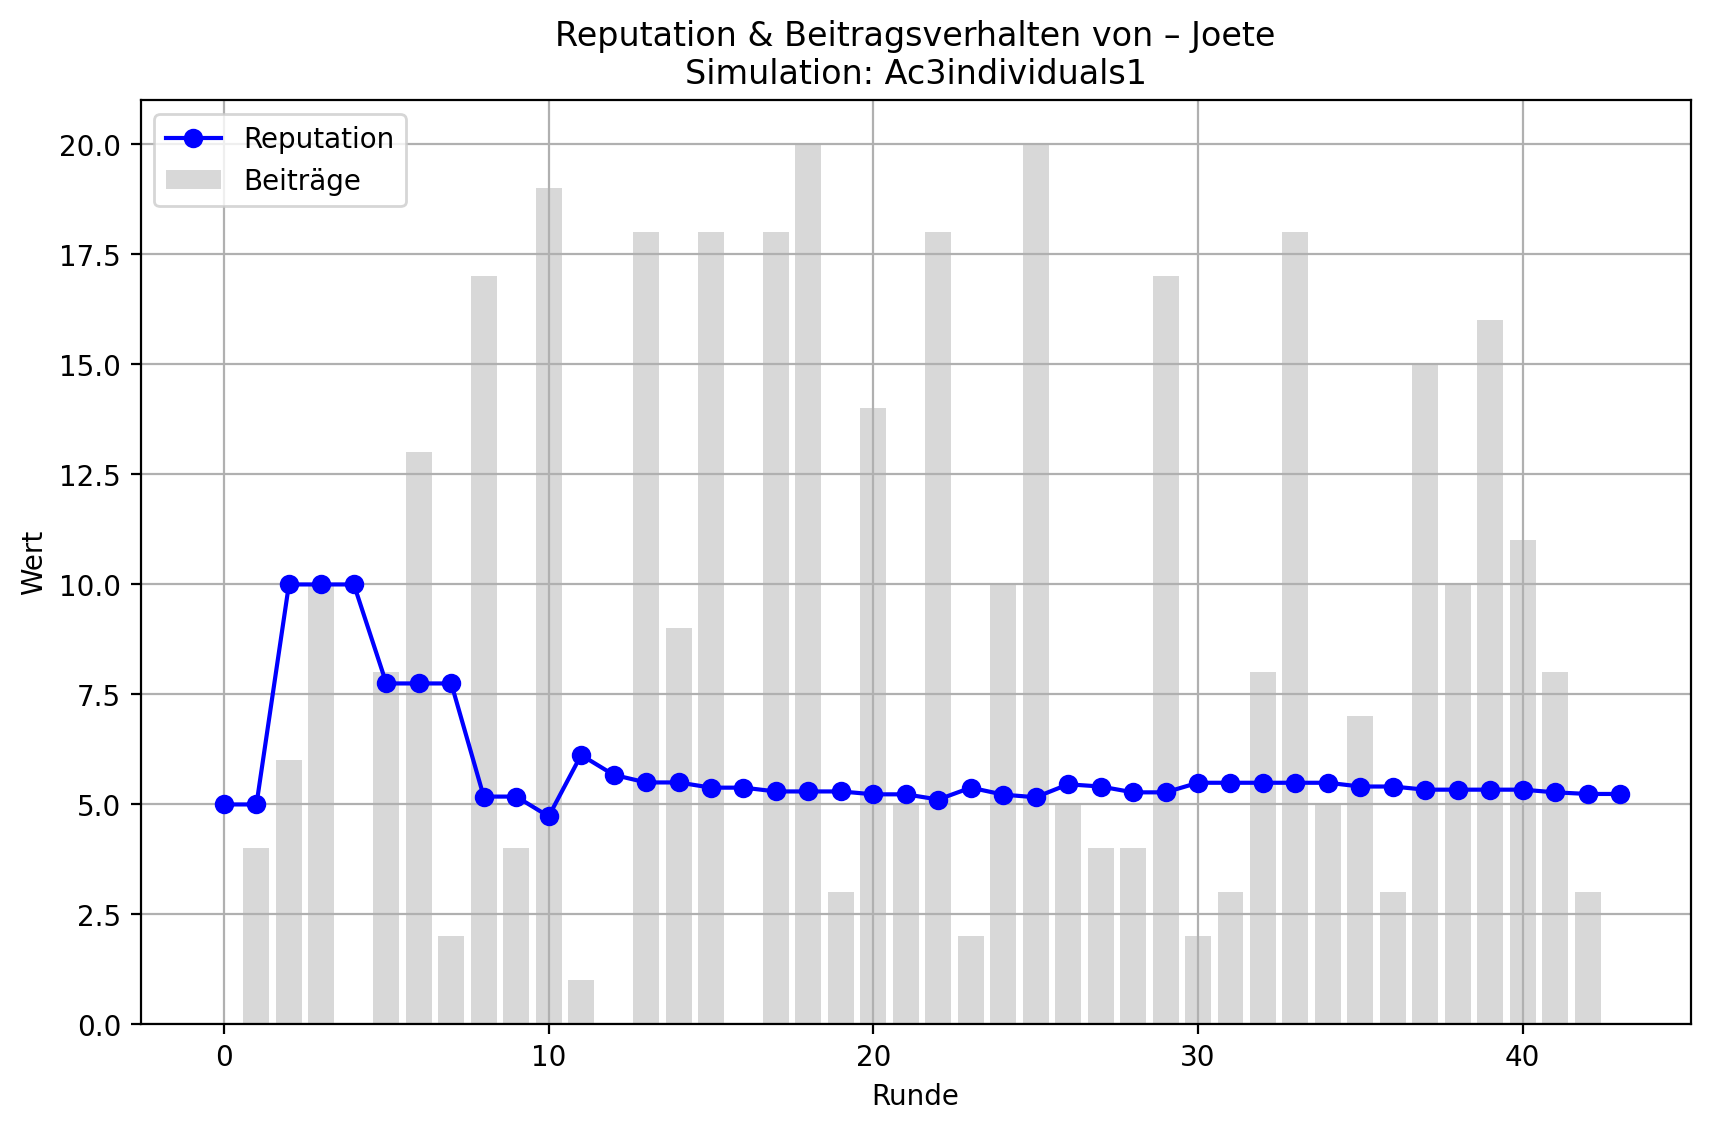 Reputation & Beitragsverhalten von – Joete
Simulation: Ac3individuals1
Reputation
Beiträge
20.0
17.5
15.0
12.5
10.0
7.5
5.0
2.5
0.0
Wert
0 10 20 30 40
Runde